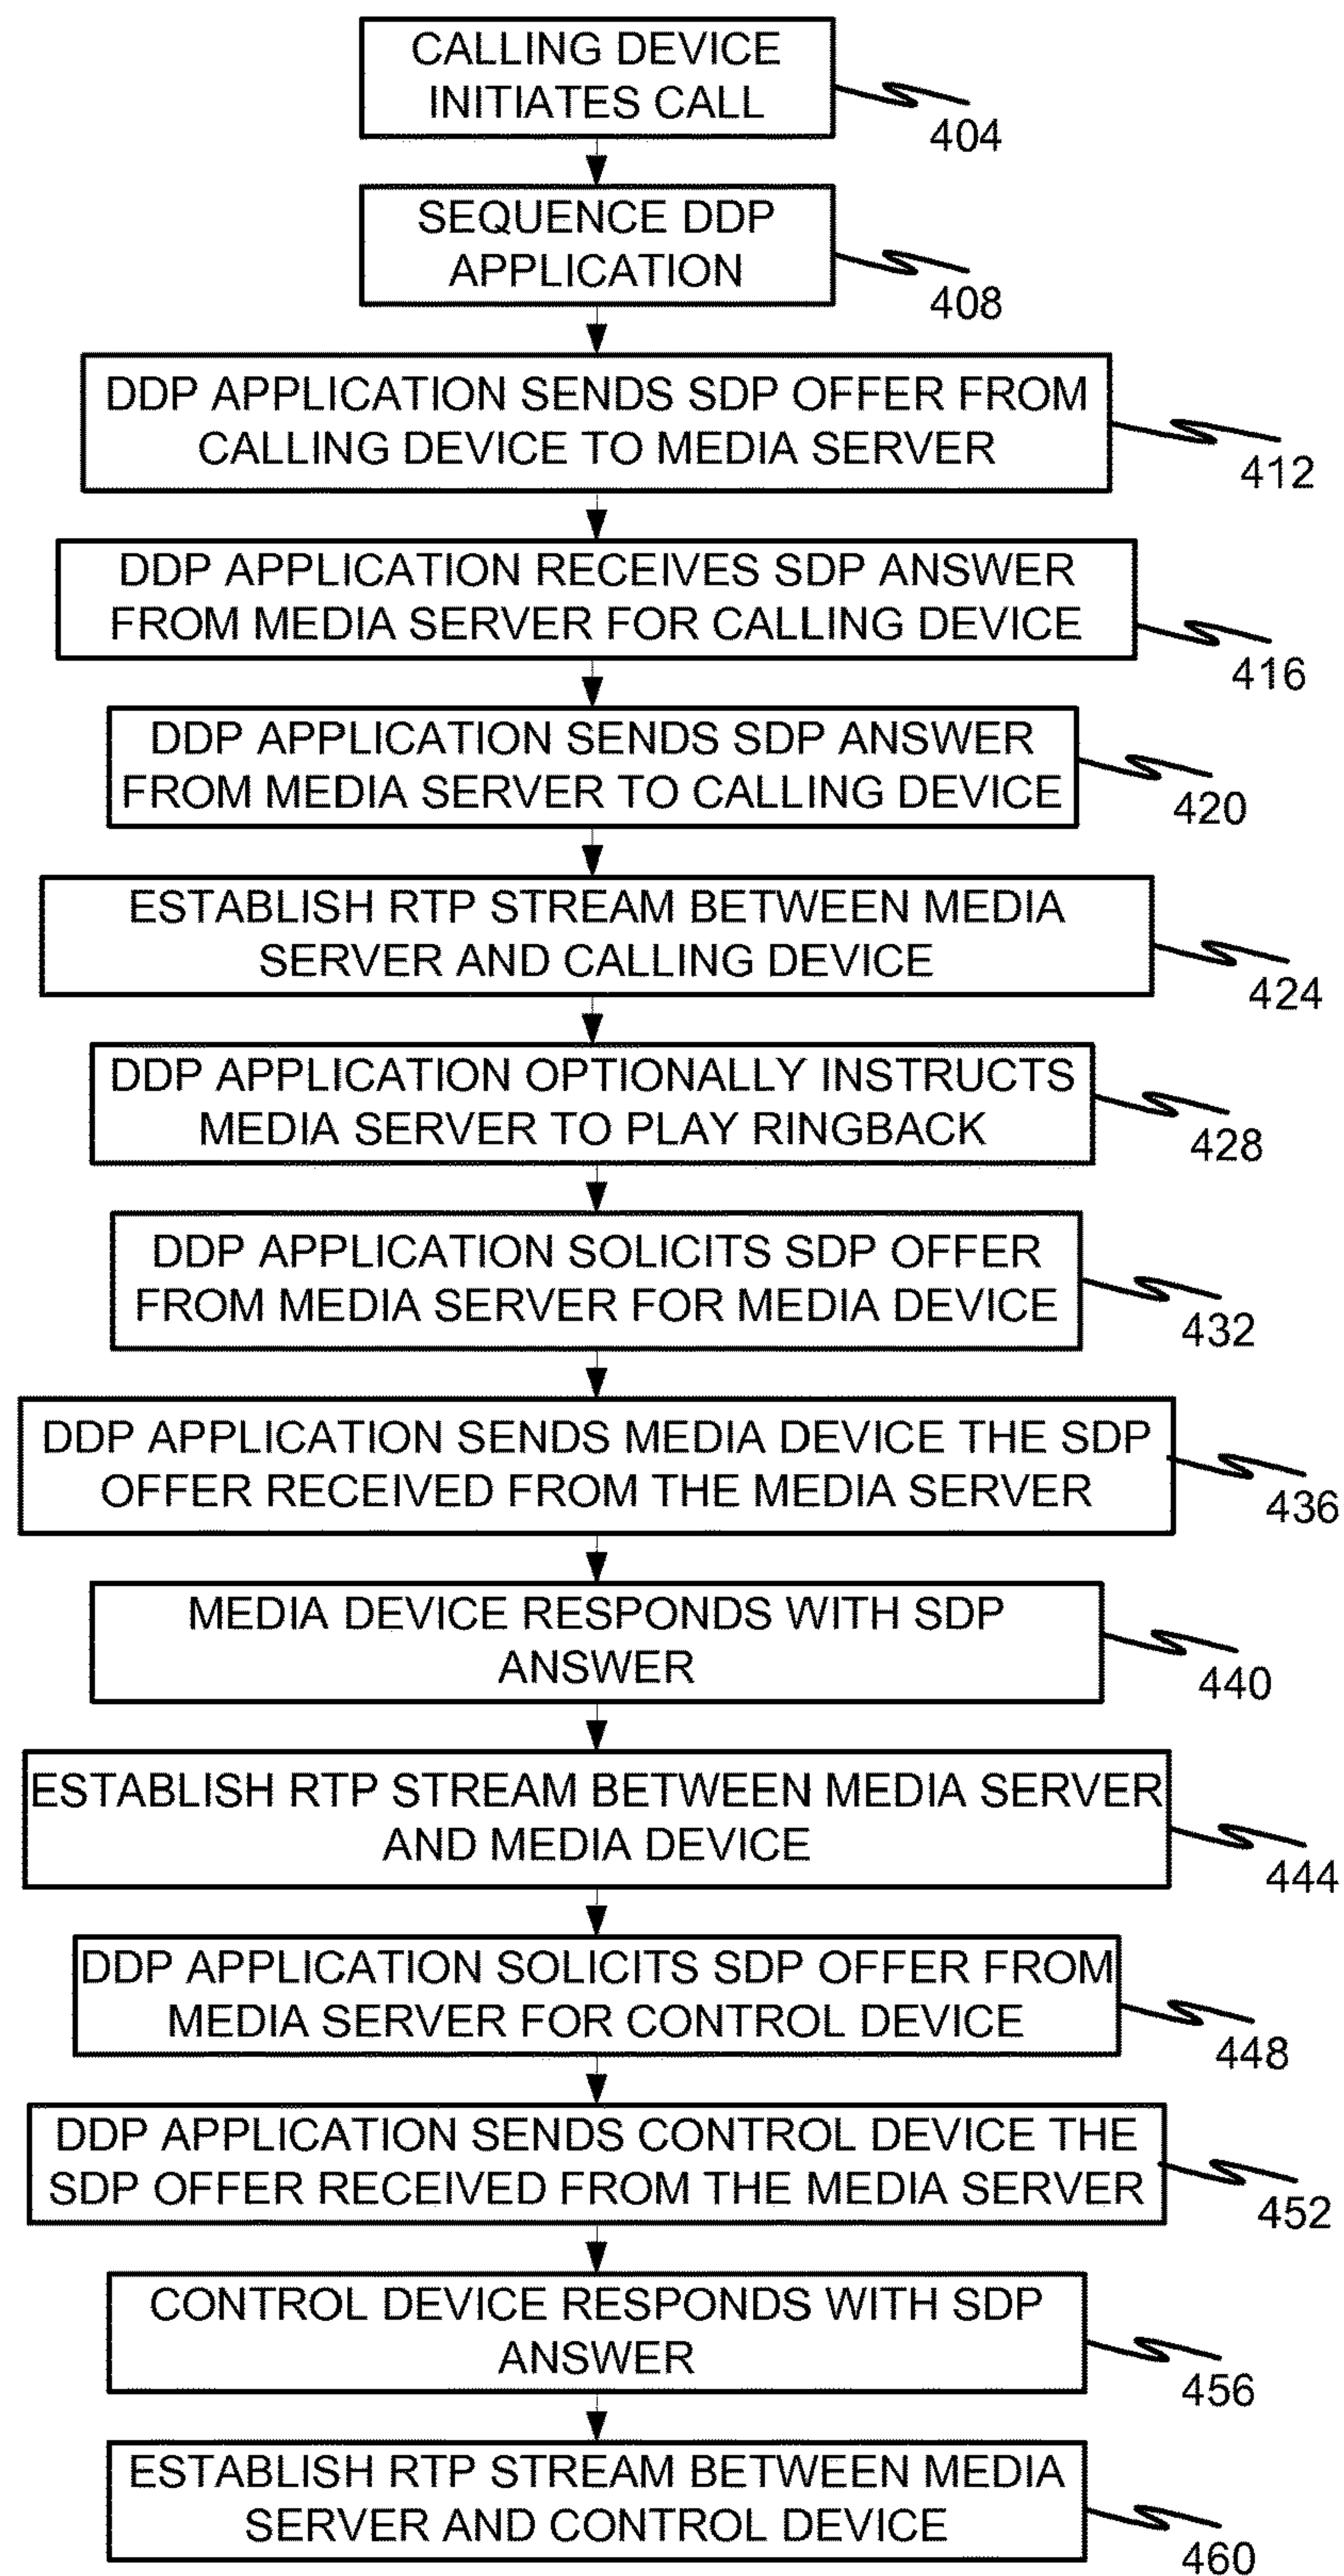 CALLING DEVICE
INITIATES CALL
404
SEQUENCE DDP
APPLICATION
408
DDP APPLICATION SENDS SDP OFFER FROM
CALLING DEVICE TO MEDIA SERVER
412
DDP APPLICATION RECEIVES SDP ANSWER
FROM MEDIA SERVER FOR CALLING DEVICE
416
DDP APPLICATION SENDS SDP ANSWER
FROM MEDIA SERVER TO CALLING DEVICE
420
ESTABLISH RTP STREAM BETWEEN MEDIA
SERVER AND CALLING DEVICE
424
DDP APPLICATION OPTIONALLY INSTRUCTS
MEDIA SERVER TO PLAY RINGBACK
428
DDP APPLICATION SOLICITS SDP OFFER
FROM MEDIA SERVER FOR MEDIA DEVICE
432
DDP APPLICATION SENDS MEDIA DEVICE THE SDP
OFFER RECEIVED FROM THE MEDIA SERVER
436
MEDIA DEVICE RESPONDS WITH SDP
ANSWER
440
ESTABLISH RTP STREAM BETWEEN MEDIA SERVER
AND MEDIA DEVICE
444
DDP APPLICATION SOLICITS SDP OFFER FROM
MEDIA SERVER FOR CONTROL DEVICE
448
DDP APPLICATION SENDS CONTROL DEVICE THE
SDP OFFER RECEIVED FROM THE MEDIA SERVER
452
CONTROL DEVICE RESPONDS WITH SDP
ANSWER
456
ESTABLISH RTP STREAM BETWEEN MEDIA
SERVER AND CONTROL DEVICE
460